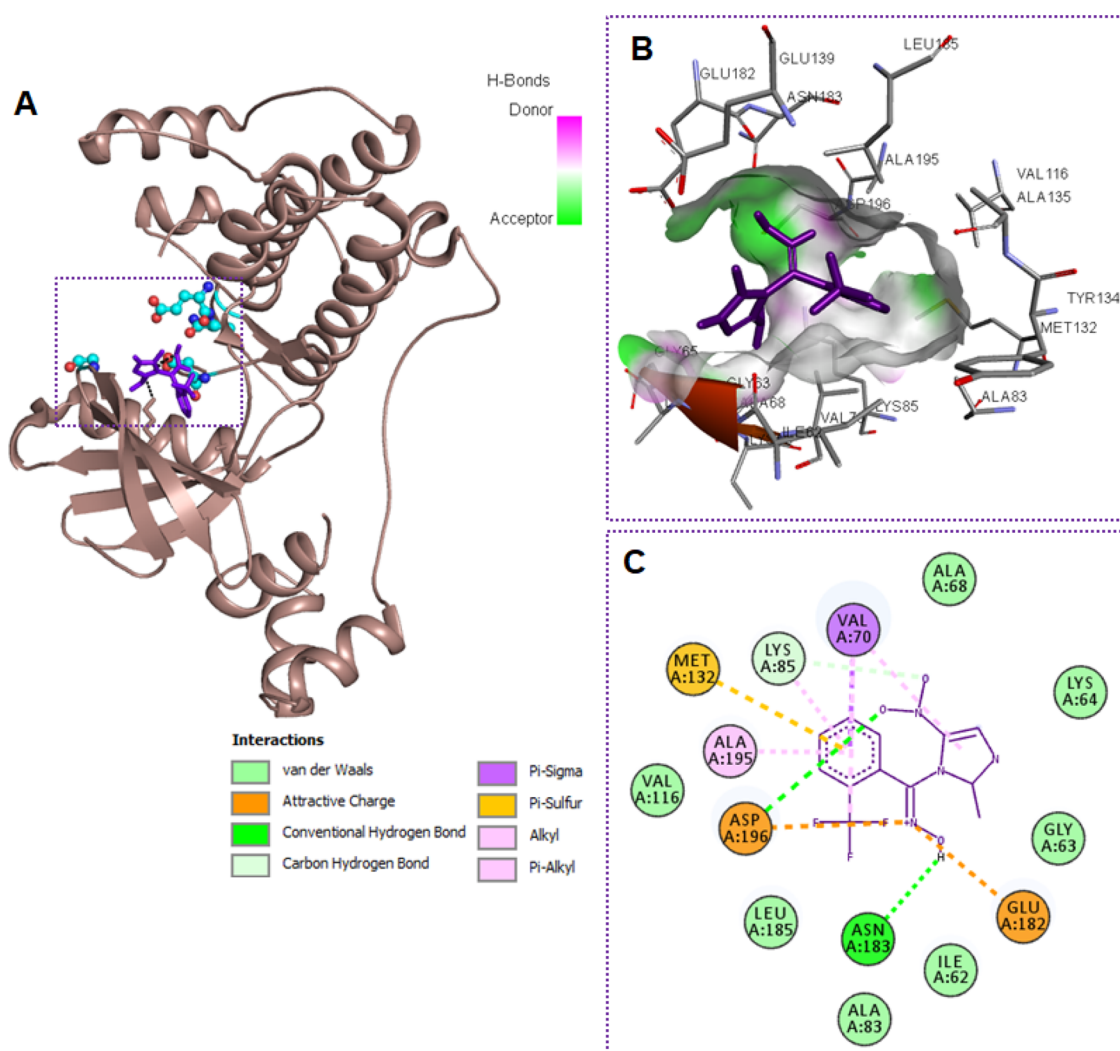 A
H-Bonds
Donor
Acceptor
Interactions
van der Waals
Attractive Charge
Conventional Hydrogen Bond
Carbon Hydrogen Bond
Pi-Sigma
Pi-Sulfur
Alkyl
Pi-Alkyl
B
GLU139
GLU182
ASN183
ALA195
VAL116
ALA135
TYR134
MET132
ALA83
GLY65
GLY63
LYS85
C
ALA
A:68
VAL
A:70
LYS
A:85
MET
A:132
LYS
A:64
ALA
A:195
VAL
A:116
ASP
A:196
GLY
A:63
LEU
A:185
ASN
A:183
GLU
A:182
ILE
A:62
ALA
A:83
O
O N
N
N
F F +N
O
F H